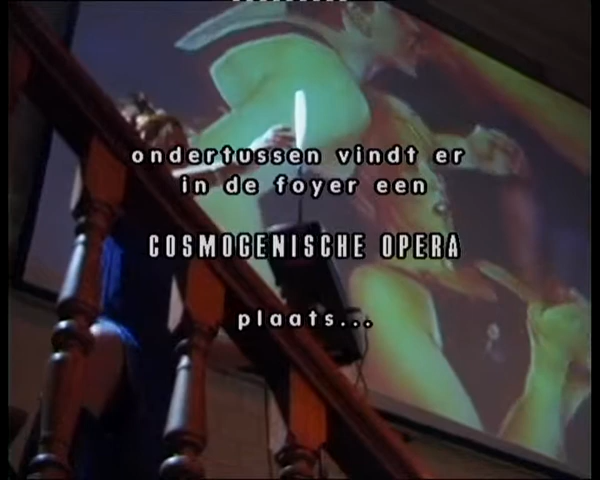 ondertussen vindt er
in de foyer een
COSMOGENISCHE OPERA
plaats...